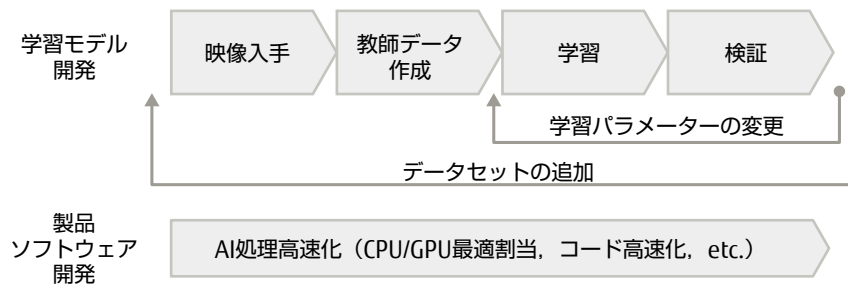 学習モデル
開発
映像入手
教師データ
作成
学習
検証
学習パラメーターの変更
データセットの追加
製品
ソフトウェア
開発
AI処理高速化（CPU/GPU最適割当，コード高速化，etc.）